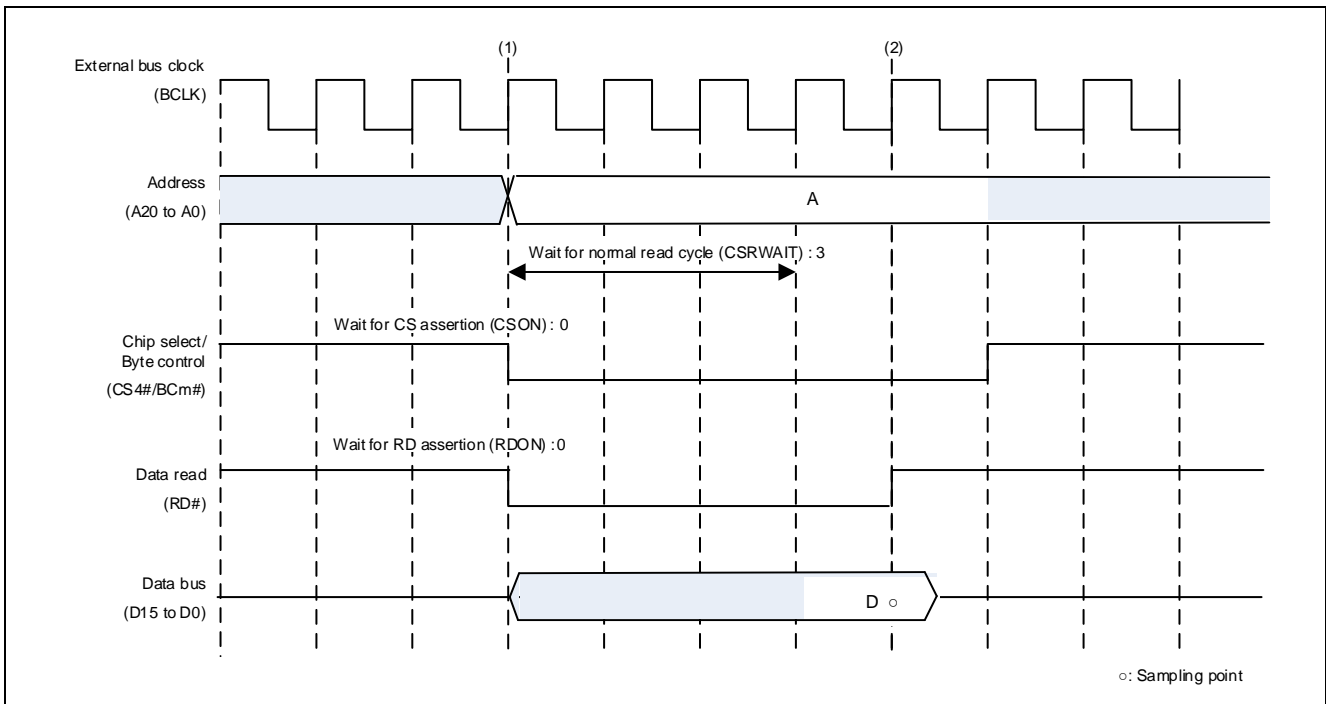 (1)
(2)
External bus clock
(BCLK)
Address
(A20 to A0)
A
Wait for normal read cycle (CSRWAIT) : 3
Wait for CS assertion (CSON) : 0
Chip select/
Byte control
(CS4#/BCm#)
Wait for RD assertion (RDON) : 0
Data read
(RD#)
Data bus
(D15 to D0)
D ○
○: Sampling point